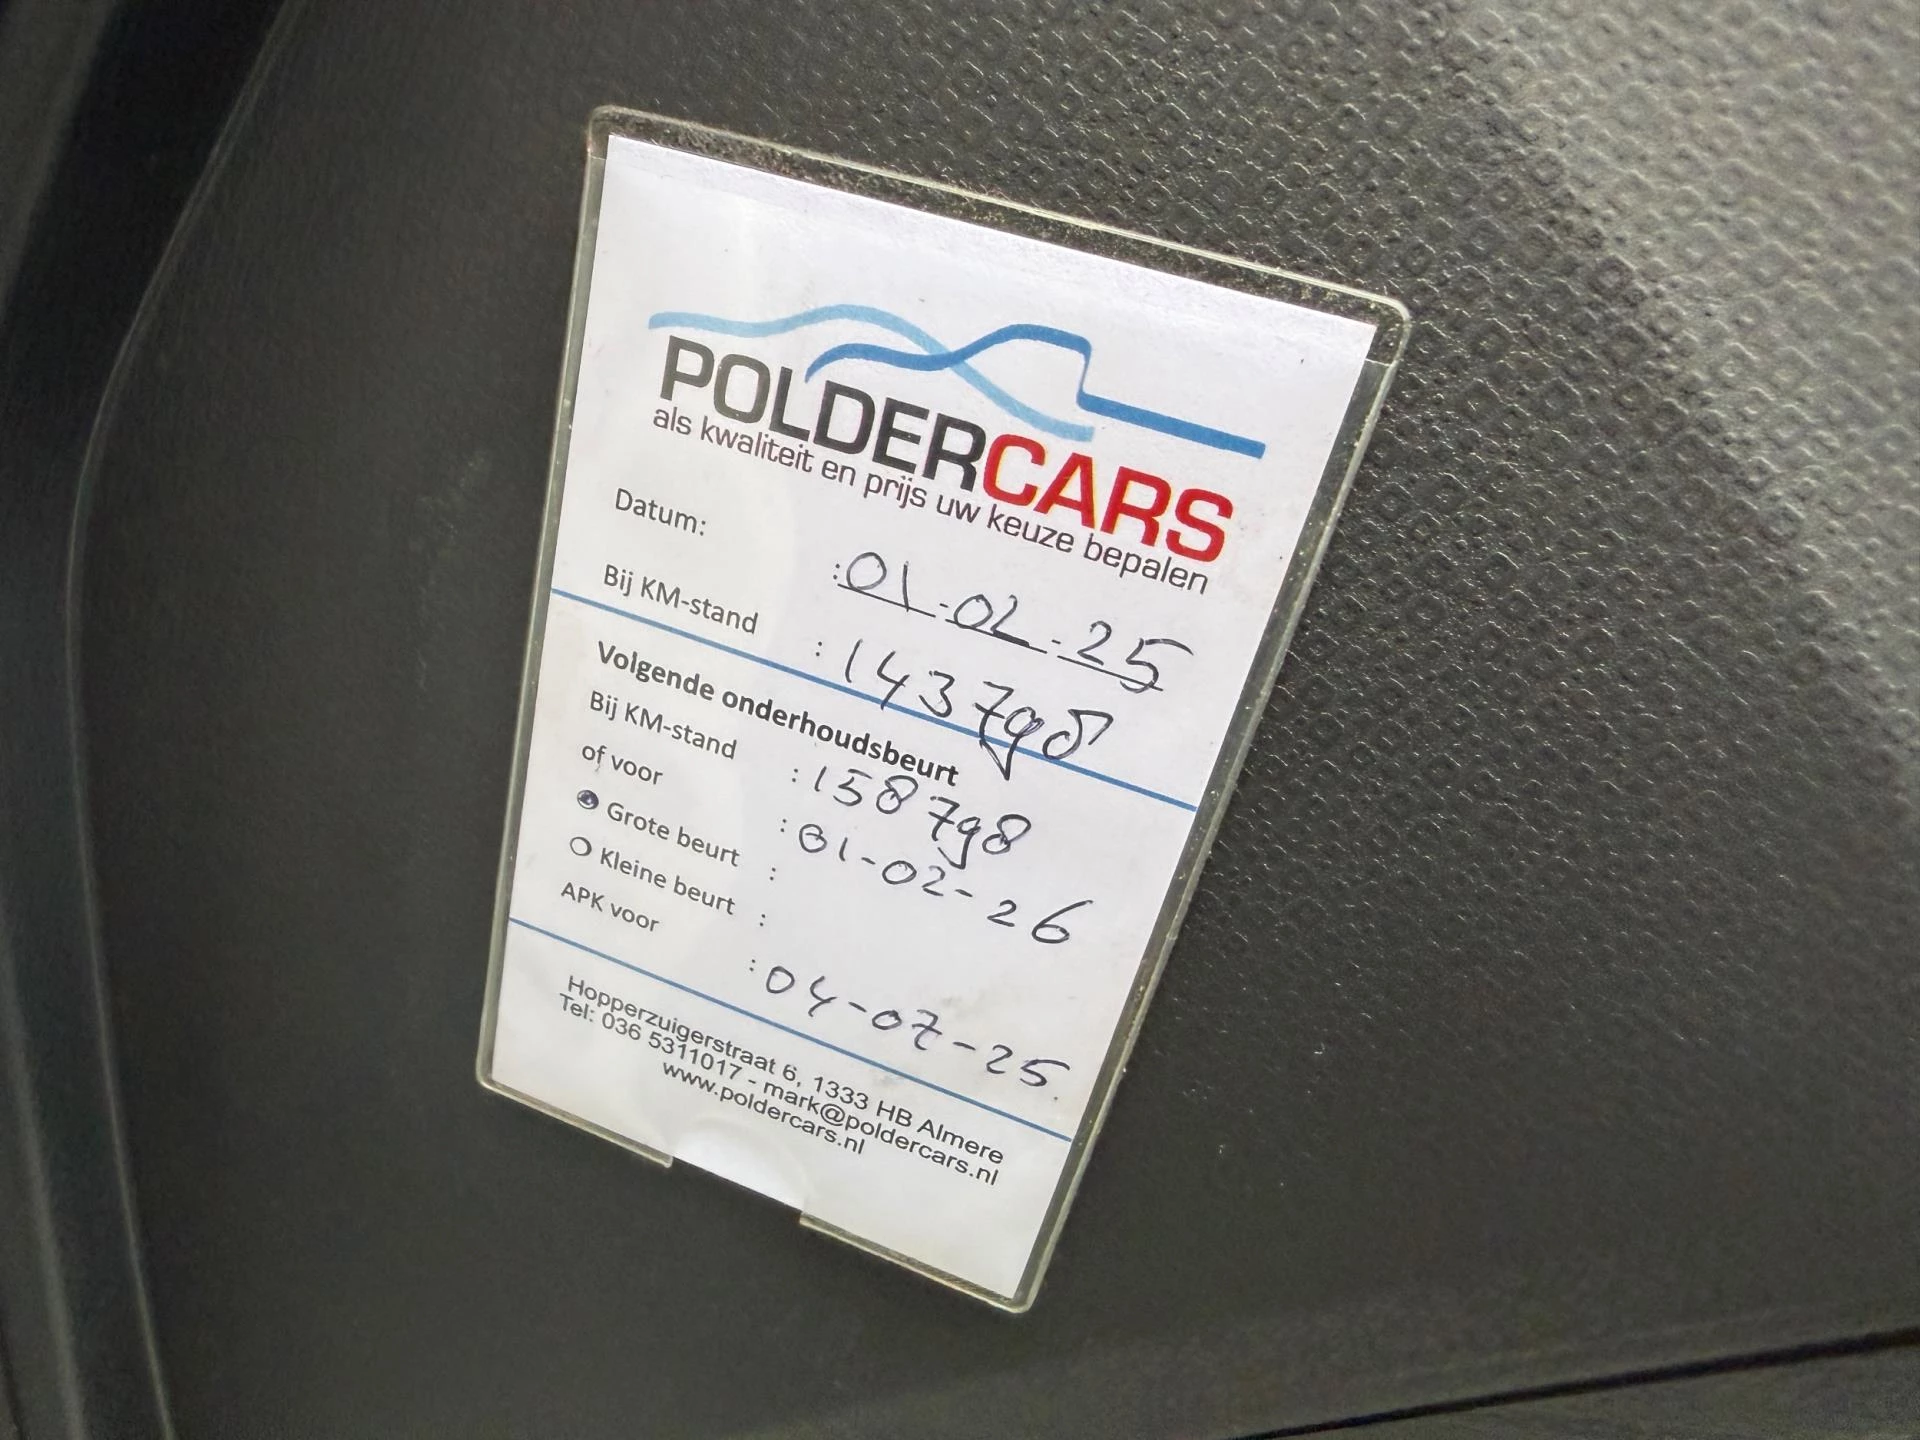 POLDERCARS
als kwaliteit en prijs uw keuze bepalen
Datum: :01-02-25
Bij KM-stand :143798
Volgende onderhoudsbeurt
Bij KM-stand :158798
of voor :01-02-26
Grote beurt :
Kleine beurt :
APK voor :04-07-25
Hopperzuigerstraat 6, 1333 HB Almere
Tel: 036 5311017 - mark@poldercars.nl
www.poldercars.nl